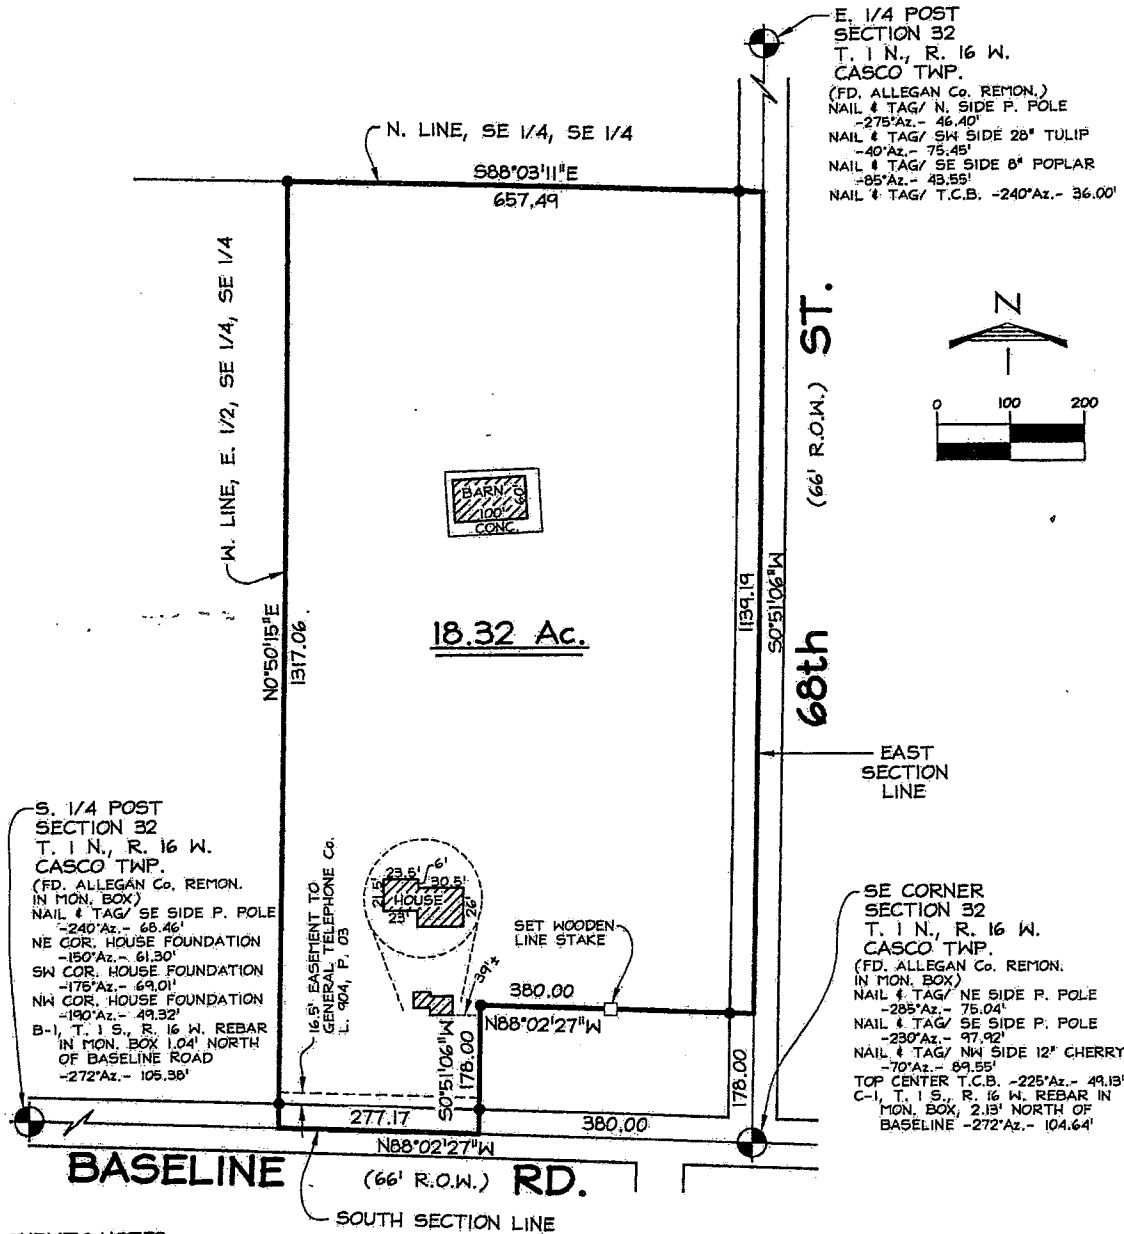 E. 1/4 POST
SECTION 32
T. 1 N., R. 16 W.
CASCO TWP.
(FD. ALLEGAN Co. REMON.)
NAIL & TAG/ N. SIDE P. POLE
-275°Az.- 46.40'
NAIL & TAG/ SW SIDE 28" TULIP
-40°Az.- 75.45'
NAIL & TAG/ SE SIDE 8" POPLAR
-85°Az.- 43.55'
NAIL & TAG/ T.C.B. -240°Az.- 36.00'
N. LINE, SE 1/4, SE 1/4
S88°03'11"E
657.49
W. LINE, E. 1/2, SE 1/4, SE 1/4
68th ST.
(66' R.O.W.)
N
0 100 200
BARN
60'
100'
CONC.
18.32 Ac.
N0°50'15"E
1317.06
1139.19
S0°51'06"W
EAST
SECTION
LINE
S. 1/4 POST
SECTION 32
T. 1 N., R. 16 W.
CASCO TWP.
(FD. ALLEGAN Co. REMON.
IN MON. BOX)
NAIL & TAG/ SE SIDE P. POLE
-240°Az.- 68.46'
NE COR. HOUSE FOUNDATION
-150°Az.- 61.30'
SW COR. HOUSE FOUNDATION
-175°Az.- 69.01'
NW COR. HOUSE FOUNDATION
-190°Az.- 49.32'
B-1, T. 1 S., R. 16 W. REBAR
IN MON. BOX 1.04' NORTH
OF BASELINE ROAD
-272°Az.- 105.38'
16.5' EASEMENT TO
GENERAL TELEPHONE Co.
L. 904, P. 03
23.5'
6'
30.5'
21.5'
HOUSE
23'
26'
39'±
SET WOODEN
LINE STAKE
380.00
N88°02'27"W
S0°51'06"W
178.00
178.00
SE CORNER
SECTION 32
T. 1 N., R. 16 W.
CASCO TWP.
(FD. ALLEGAN Co. REMON.
IN MON. BOX)
NAIL & TAG/ NE SIDE P. POLE
-285°Az.- 75.04'
NAIL & TAG/ SE SIDE P. POLE
-230°Az.- 97.92'
NAIL & TAG/ NW SIDE 12" CHERRY
-70°Az.- 89.55'
TOP CENTER T.C.B. -225°Az.- 49.13'
C-1, T. 1 S., R. 16 W. REBAR IN
MON. BOX, 2.13' NORTH OF
BASELINE -272°Az.- 104.64'
277.17
380.00
N88°02'27"W
BASELINE RD.
(66' R.O.W.)
SOUTH SECTION LINE